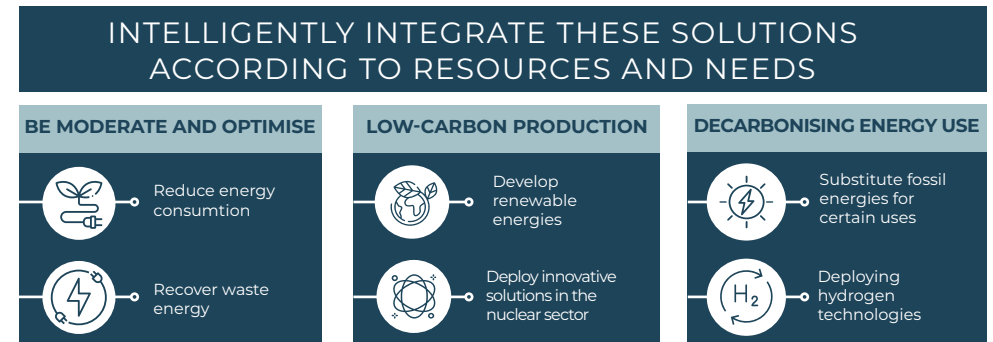 INTELLIGENTLY INTEGRATE THESE SOLUTIONS
ACCORDING TO RESOURCES AND NEEDS
BE MODERATE AND OPTIMISE
Reduce energy
consumtion
Recover waste
energy
LOW-CARBON PRODUCTION
Develop
renewable
energies
Deploy innovative
solutions in the
nuclear sector
DECARBONISING ENERGY USE
Substitute fossil
energies for
certain uses
H2
Deploying
hydrogen
technologies